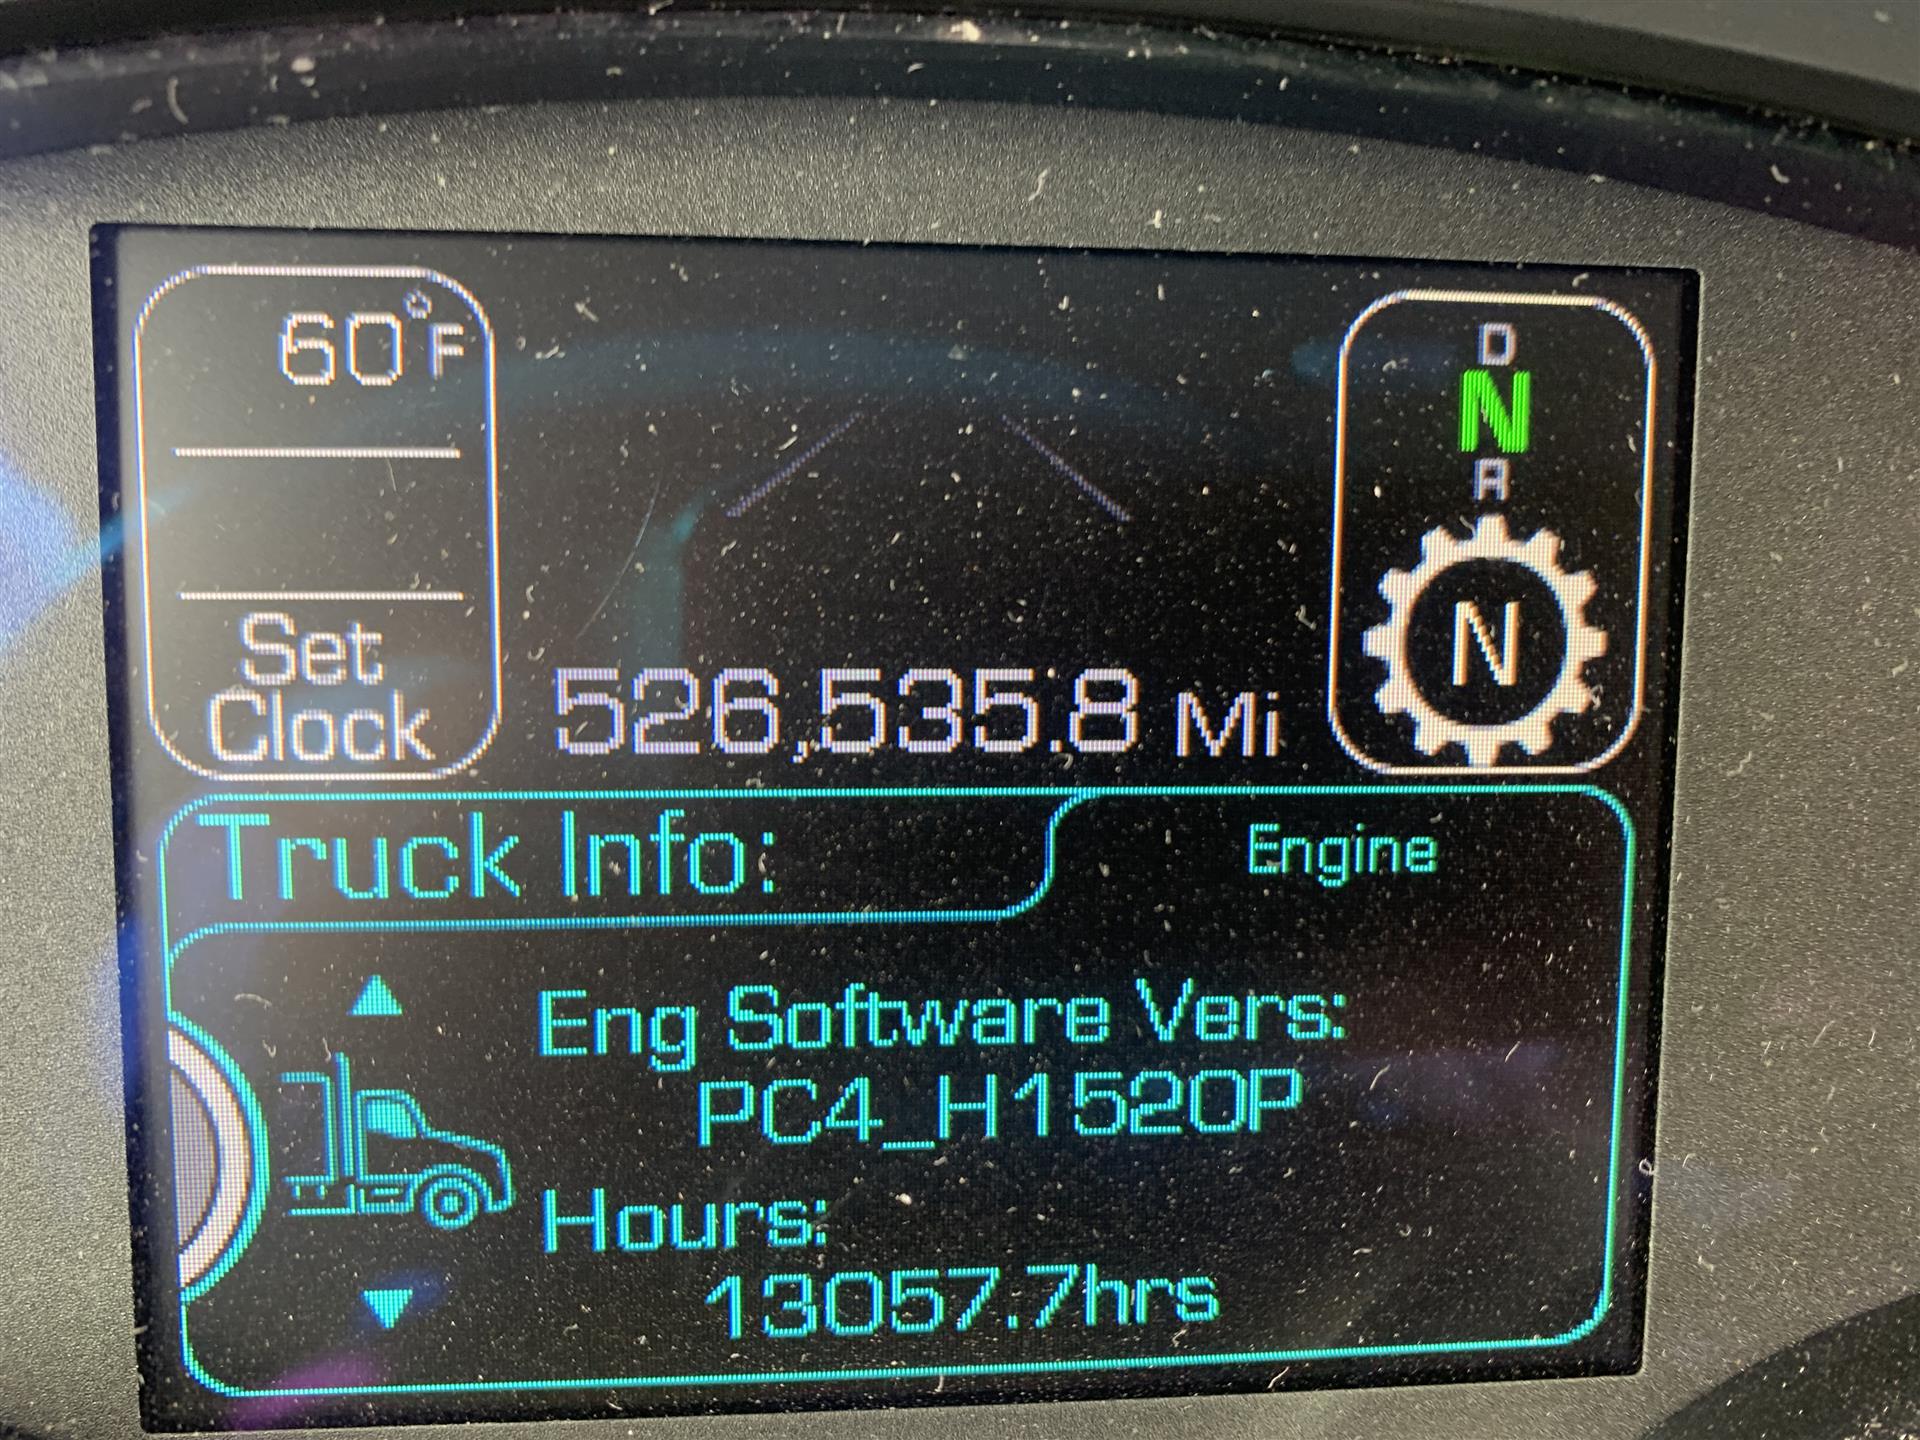 60°F
Set
Clock
526,535.8 Mi
D
N
R
N
Truck Info:
Engine
Eng Software Vers:
PC4_H1520P
Hours:
13057.7hrs